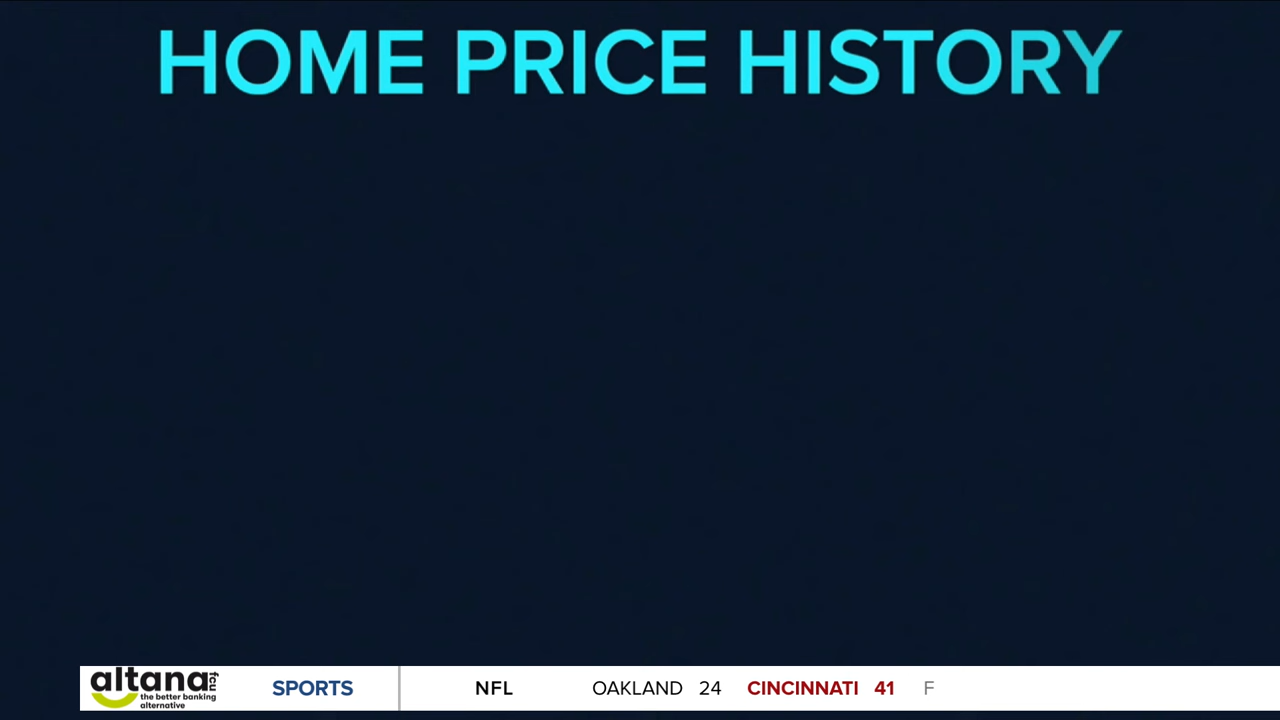 HOME PRICE HISTORY
altana fcu
the better banking
alternative
SPORTS
NFL OAKLAND 24 CINCINNATI 41 F